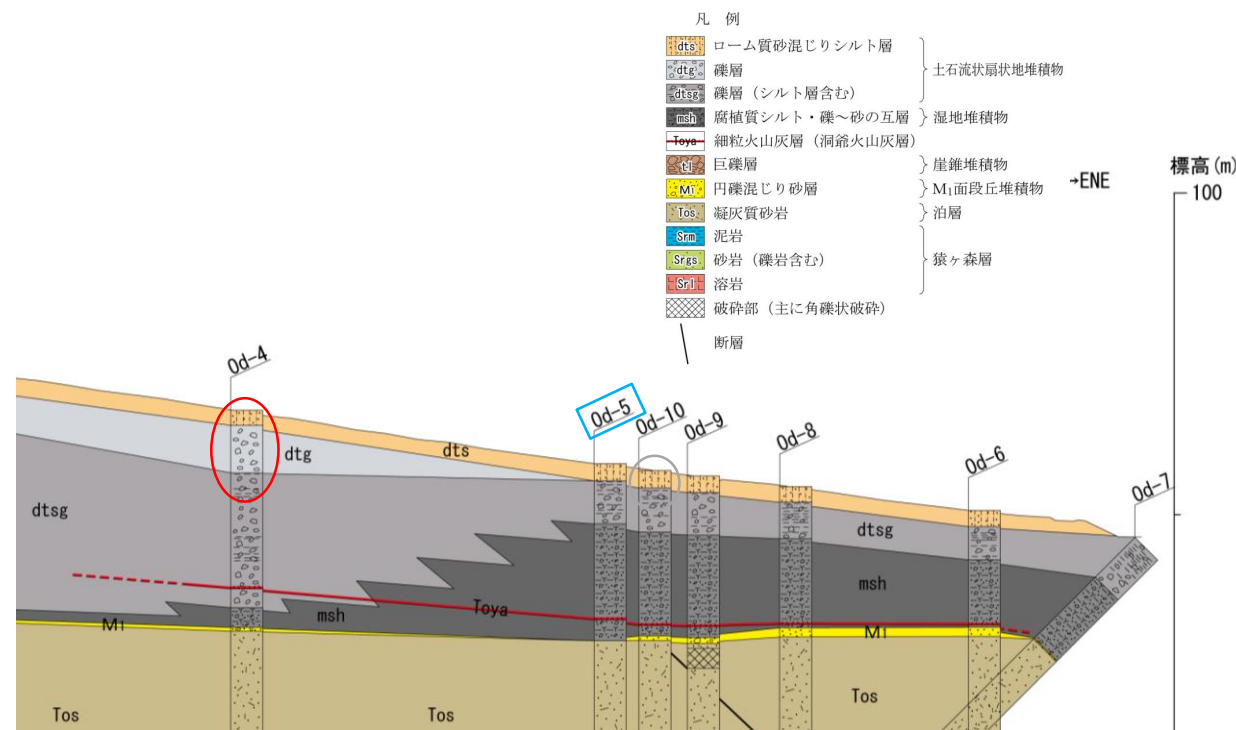 凡 例
dts ローム質砂混じりシルト層
dtg 礫層
dtsg 礫層（シルト層含む）
土石流状扇状地堆積物
msh 腐植質シルト・礫～砂の互層 湿地堆積物
Toya 細粒火山灰層（洞爺火山灰層）
tl 巨礫層 崖錐堆積物
M1 円礫混じり砂層 M1面段丘堆積物
Tos 凝灰質砂岩 泊層
Srm 泥岩
Srgs 砂岩（礫岩含む）
Srl 溶岩
猿ヶ森層
破砕部（主に角礫状破砕）
断層
→ENE
標高(m)
100
Od-4
Od-5
Od-10
Od-9
Od-8
Od-6
Od-7
dtg
dts
dtsg
dtsg
msh
msh
Toya
M1
M1
Tos
Tos
Tos